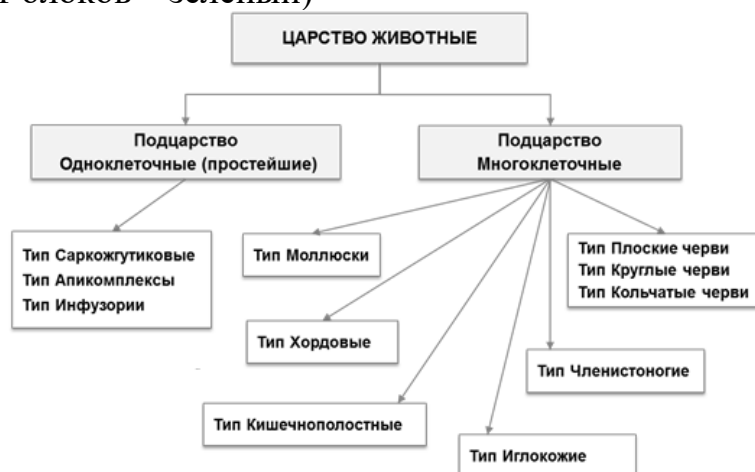 зеленый)
ЦАРСТВО ЖИВОТНЫЕ
Подцарство
Одноклеточные (простейшие)
Подцарство
Многоклеточные
Тип Саркожгутиковые
Тип Апикомплексы
Тип Инфузории
Тип Моллюски
Тип Плоские черви
Тип Круглые черви
Тип Кольчатые черви
Тип Хордовые
Тип Членистоногие
Тип Кишечнополостные
Тип Иглокожие